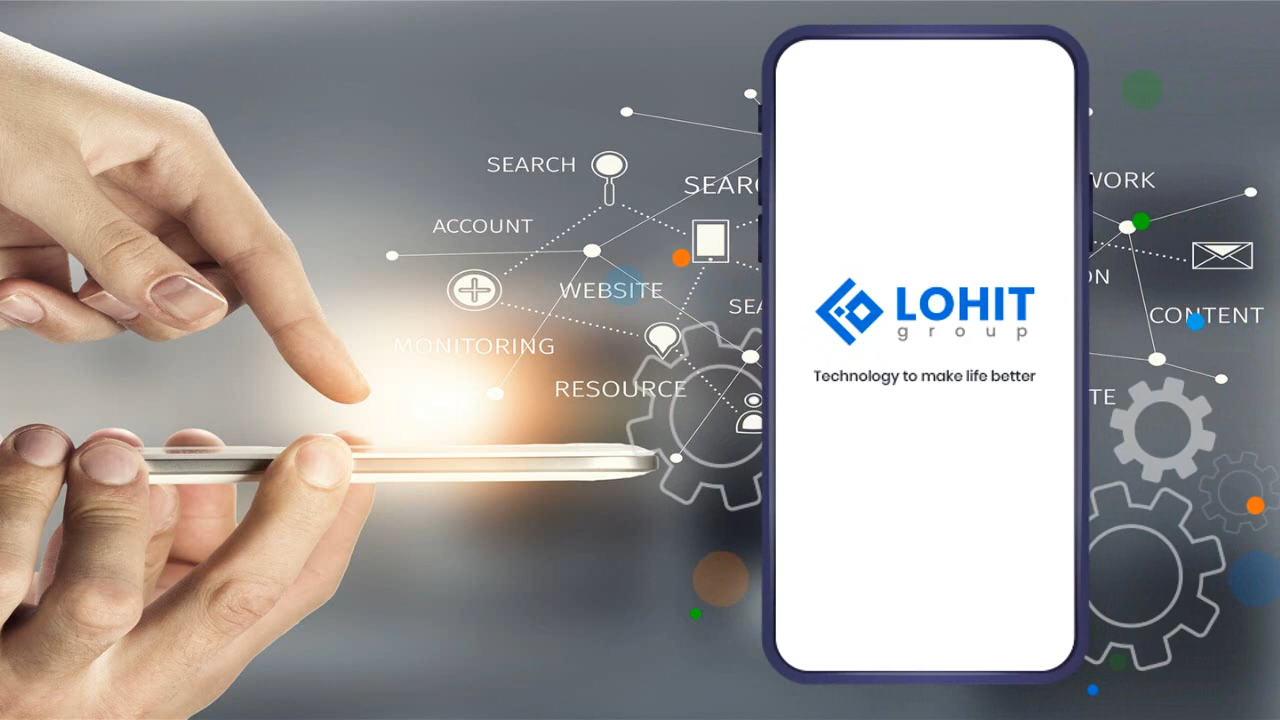 SEARCH
SEARC
WORK
ACCOUNT
ON
WEBSITE
SEA
LOHIT
group
CONTENT
MONITORING
Technology to make life better
RESOURCE
TE